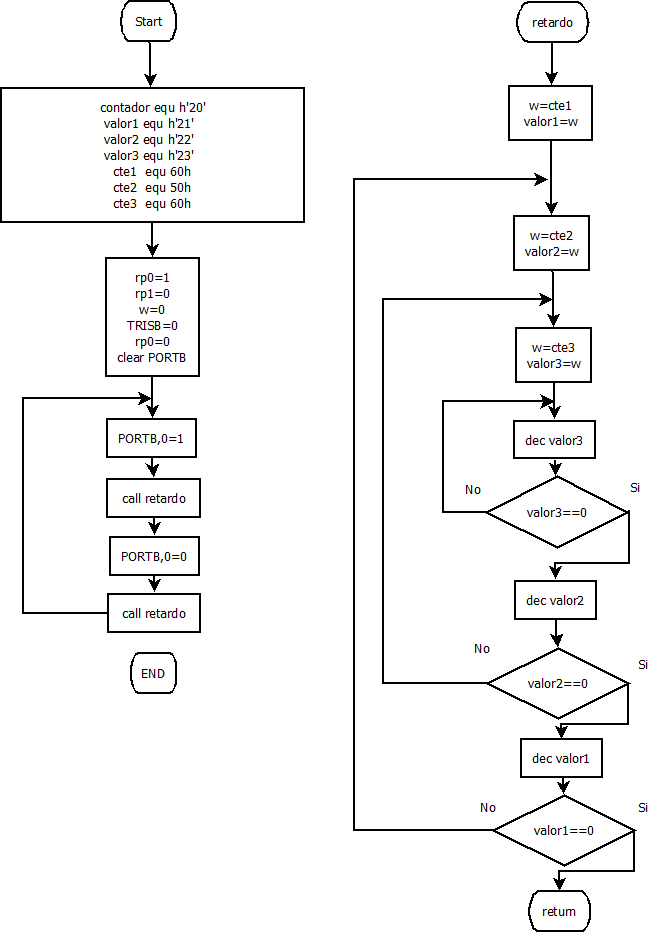 Start
contador equ h'20'
valor1 equ h'21'
valor2 equ h'22'
valor3 equ h'23'
cte1 equ 60h
cte2 equ 50h
cte3 equ 60h
rp0=1
rp1=0
w=0
TRISB=0
rp0=0
clear PORTB
PORTB,0=1
call retardo
PORTB,0=0
call retardo
END
retardo
w=cte1
valor1=w
w=cte2
valor2=w
w=cte3
valor3=w
dec valor3
No
Si
valor3==0
dec valor2
No
Si
valor2==0
dec valor1
No
Si
valor1==0
return